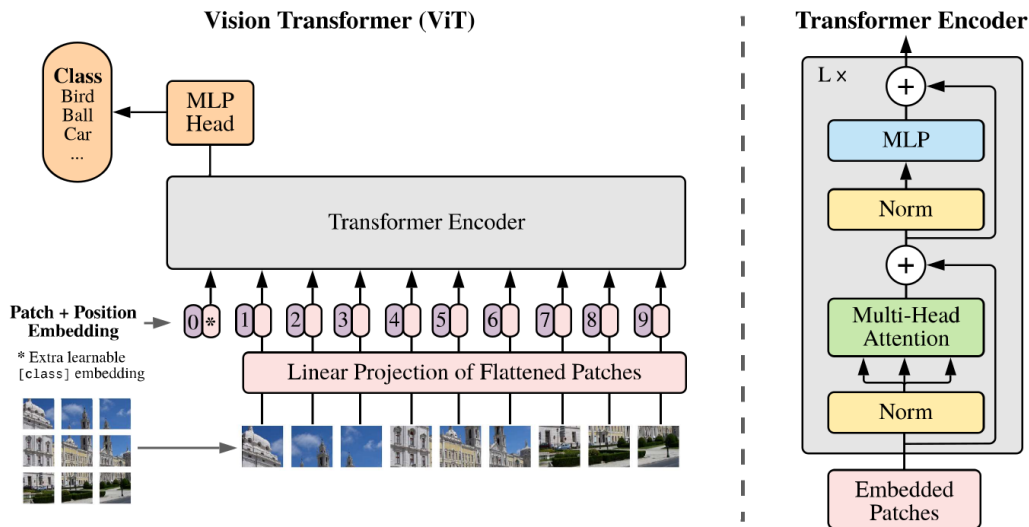 Vision Transformer (ViT)
Class
Bird
Ball
Car
...
MLP
Head
Transformer Encoder
Patch + Position
Embedding
0 * 1 2 3 4 5 6 7 8 9
* Extra learnable
[class] embedding
Linear Projection of Flattened Patches
Transformer Encoder
L ×
+
MLP
Norm
+
Multi-Head
Attention
Norm
Embedded
Patches